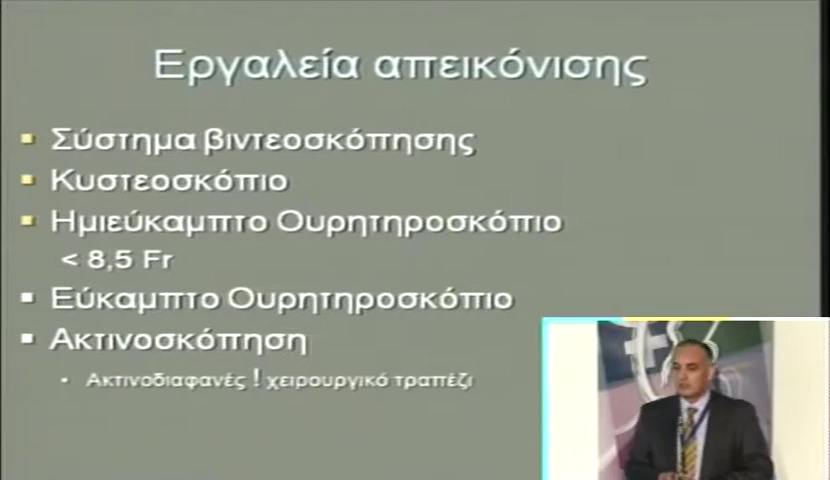 Εργαλεία απεικόνισης
Σύστημα βιντεοσκόπησης
Κυστεοσκόπιο
Ημιεύκαμπτο Ουρητηροσκόπιο
< 8,5 Fr
Εύκαμπτο Ουρητηροσκόπιο
Ακτινοσκόπηση
Ακτινοδιαφανές ! χειρουργικό τραπέζι